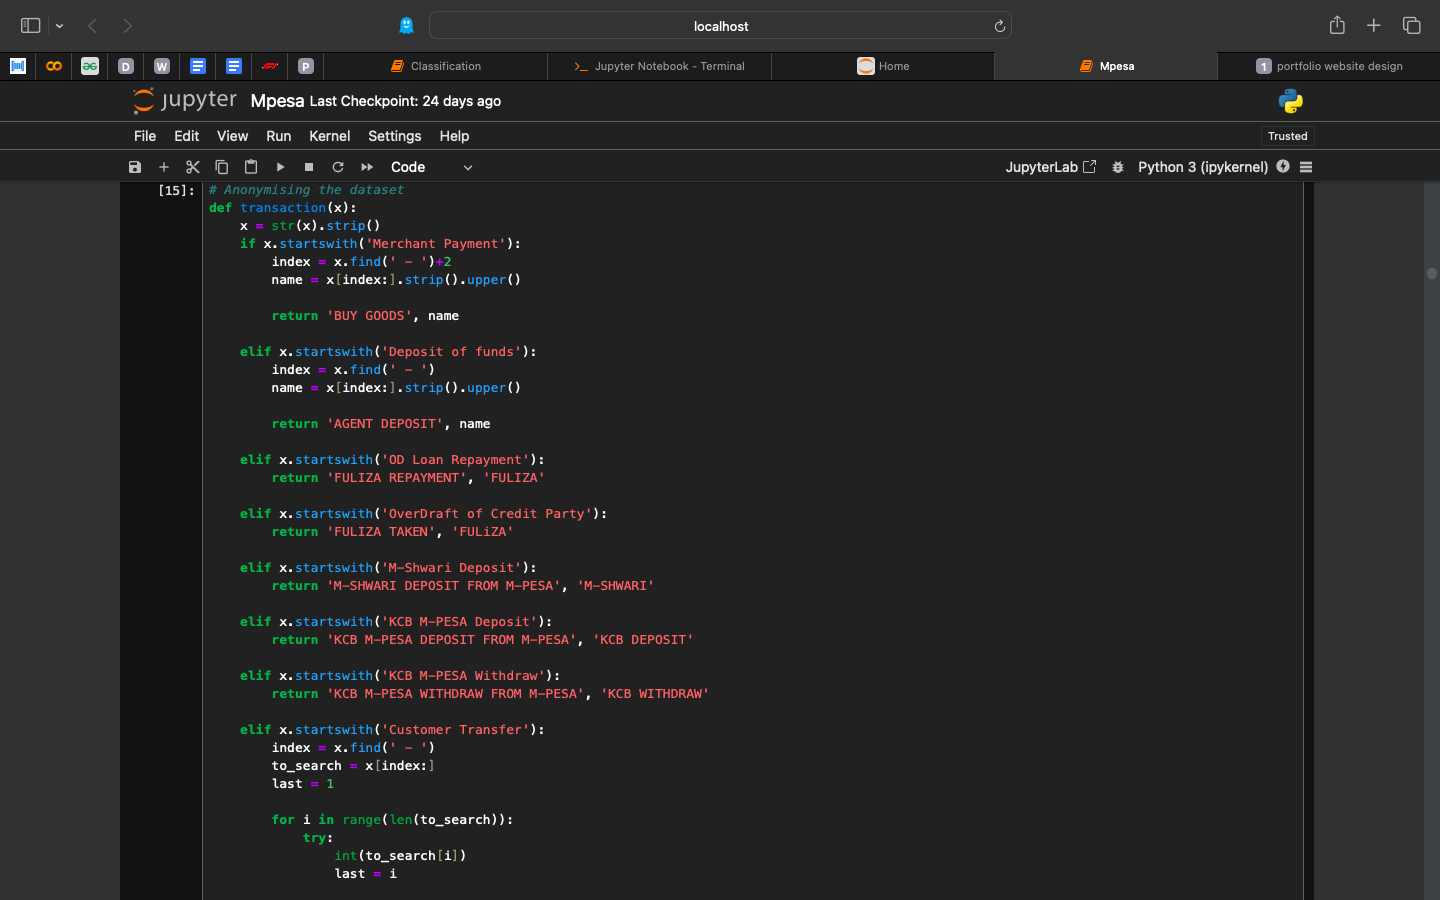 localhost
D
W
P
Classification
Jupyter Notebook - Terminal
Home
Mpesa
1 portfolio website design
jupyter Mpesa Last Checkpoint: 24 days ago
File Edit View Run Kernel Settings Help
Trusted
Code
JupyterLab
Python 3 (ipykernel)
[15]:
# Anonymising the dataset
def transaction(x):
    x = str(x).strip()
    if x.startswith('Merchant Payment'):
        index = x.find(' - ')+2
        name = x[index:].strip().upper()
        return 'BUY GOODS', name
    elif x.startswith('Deposit of funds'):
        index = x.find(' - ')
        name = x[index:].strip().upper()
        return 'AGENT DEPOSIT', name
    elif x.startswith('OD Loan Repayment'):
        return 'FULIZA REPAYMENT', 'FULIZA'
    elif x.startswith('OverDraft of Credit Party'):
        return 'FULIZA TAKEN', 'FULiZA'
    elif x.startswith('M-Shwari Deposit'):
        return 'M-SHWARI DEPOSIT FROM M-PESA', 'M-SHWARI'
    elif x.startswith('KCB M-PESA Deposit'):
        return 'KCB M-PESA DEPOSIT FROM M-PESA', 'KCB DEPOSIT'
    elif x.startswith('KCB M-PESA Withdraw'):
        return 'KCB M-PESA WITHDRAW FROM M-PESA', 'KCB WITHDRAW'
    elif x.startswith('Customer Transfer'):
        index = x.find(' - ')
        to_search = x[index:]
        last = 1
        for i in range(len(to_search)):
            try:
                int(to_search[i])
                last = i